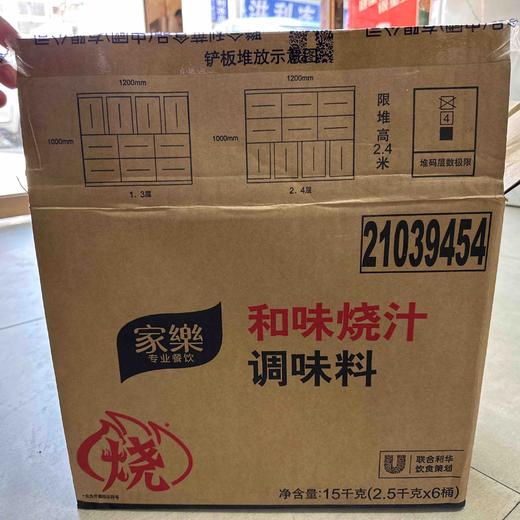 铲板堆放示意图
1200mm
1000mm
1. 3层
1200mm
1000mm
2. 4层
限堆高2.4米
4
堆码层数极限
21039454
家樂
专业餐饮
和味烧汁
调味料
烧
联合利华
饮食策划
净含量:15千克(2.5千克x6桶)